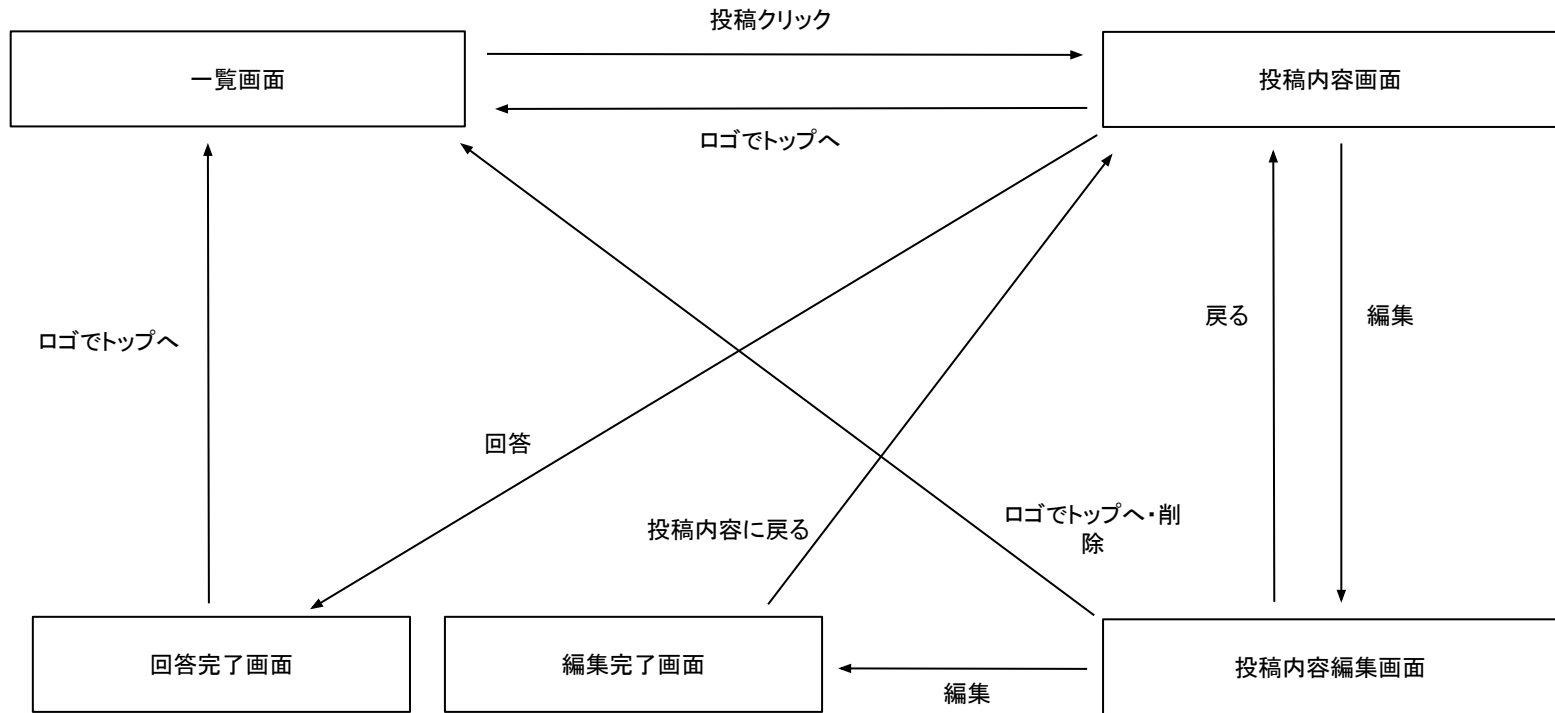 投稿クリック
一覧画面
投稿内容画面
ロゴでトップへ
ロゴでトップへ
戻る
編集
回答
投稿内容に戻る
ロゴでトップへ・削
除
回答完了画面
編集完了画面
投稿内容編集画面
編集